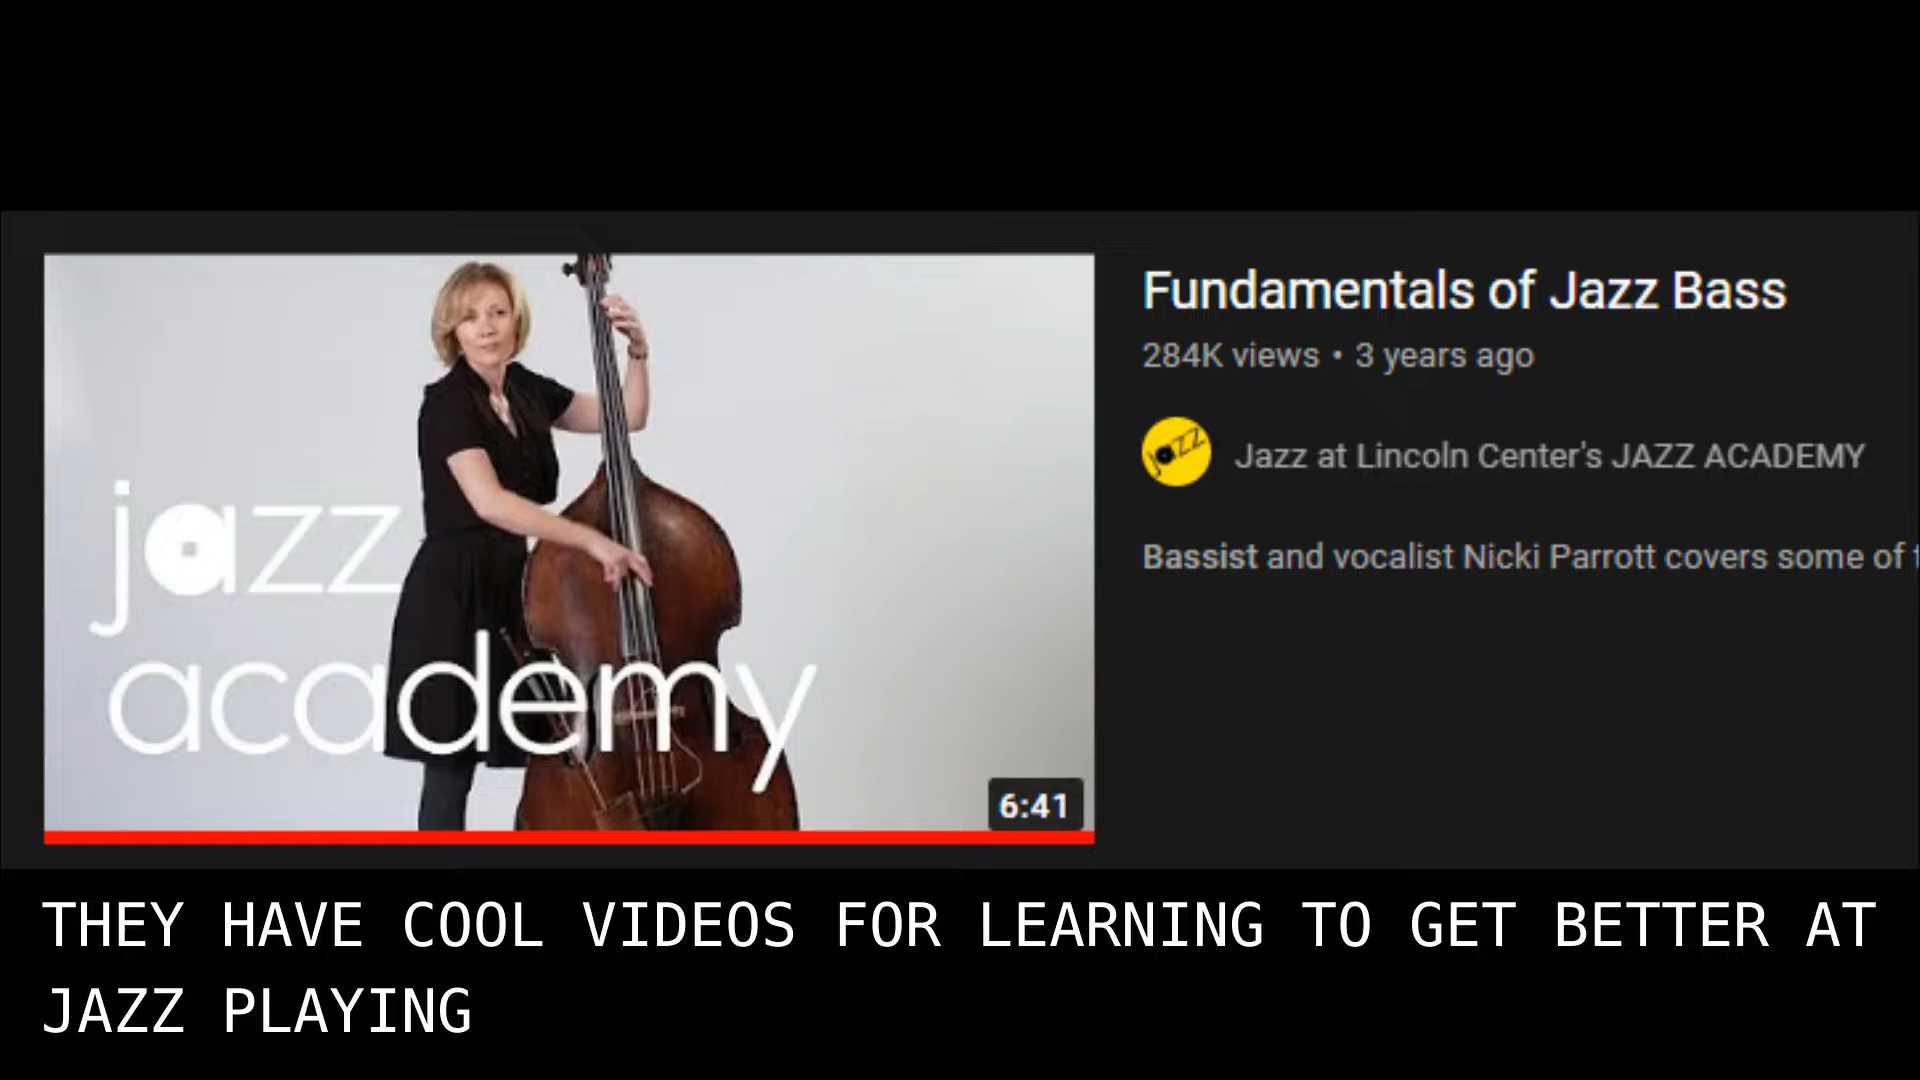 Fundamentals of Jazz Bass
284K views • 3 years ago
jazz
Jazz at Lincoln Center's JAZZ ACADEMY
Bassist and vocalist Nicki Parrott covers some of
jazz
academy
6:41
THEY HAVE COOL VIDEOS FOR LEARNING TO GET BETTER AT
JAZZ PLAYING